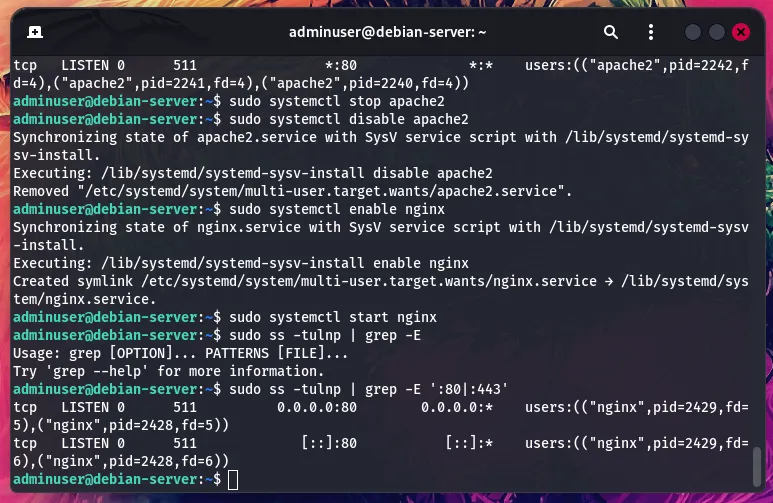 adminuser@debian-server: ~
tcp   LISTEN 0      511                *:80              *:*    users:(("apache2",pid=2242,f
d=4),("apache2",pid=2241,fd=4),("apache2",pid=2240,fd=4))
adminuser@debian-server:~$ sudo systemctl stop apache2
adminuser@debian-server:~$ sudo systemctl disable apache2
Synchronizing state of apache2.service with SysV service script with /lib/systemd/systemd-sy
sv-install.
Executing: /lib/systemd/systemd-sysv-install disable apache2
Removed "/etc/systemd/system/multi-user.target.wants/apache2.service".
adminuser@debian-server:~$ sudo systemctl enable nginx
Synchronizing state of nginx.service with SysV service script with /lib/systemd/systemd-sysv
-install.
Executing: /lib/systemd/systemd-sysv-install enable nginx
Created symlink /etc/systemd/system/multi-user.target.wants/nginx.service → /lib/systemd/sys
tem/nginx.service.
adminuser@debian-server:~$ sudo systemctl start nginx
adminuser@debian-server:~$ sudo ss -tulnp | grep -E
Usage: grep [OPTION]... PATTERNS [FILE]...
Try 'grep --help' for more information.
adminuser@debian-server:~$ sudo ss -tulnp | grep -E ':80|:443'
tcp   LISTEN 0      511          0.0.0.0:80        0.0.0.0:*    users:(("nginx",pid=2429,fd=
5),("nginx",pid=2428,fd=5))
tcp   LISTEN 0      511             [::]:80           [::]:*    users:(("nginx",pid=2429,fd=
6),("nginx",pid=2428,fd=6))
adminuser@debian-server:~$